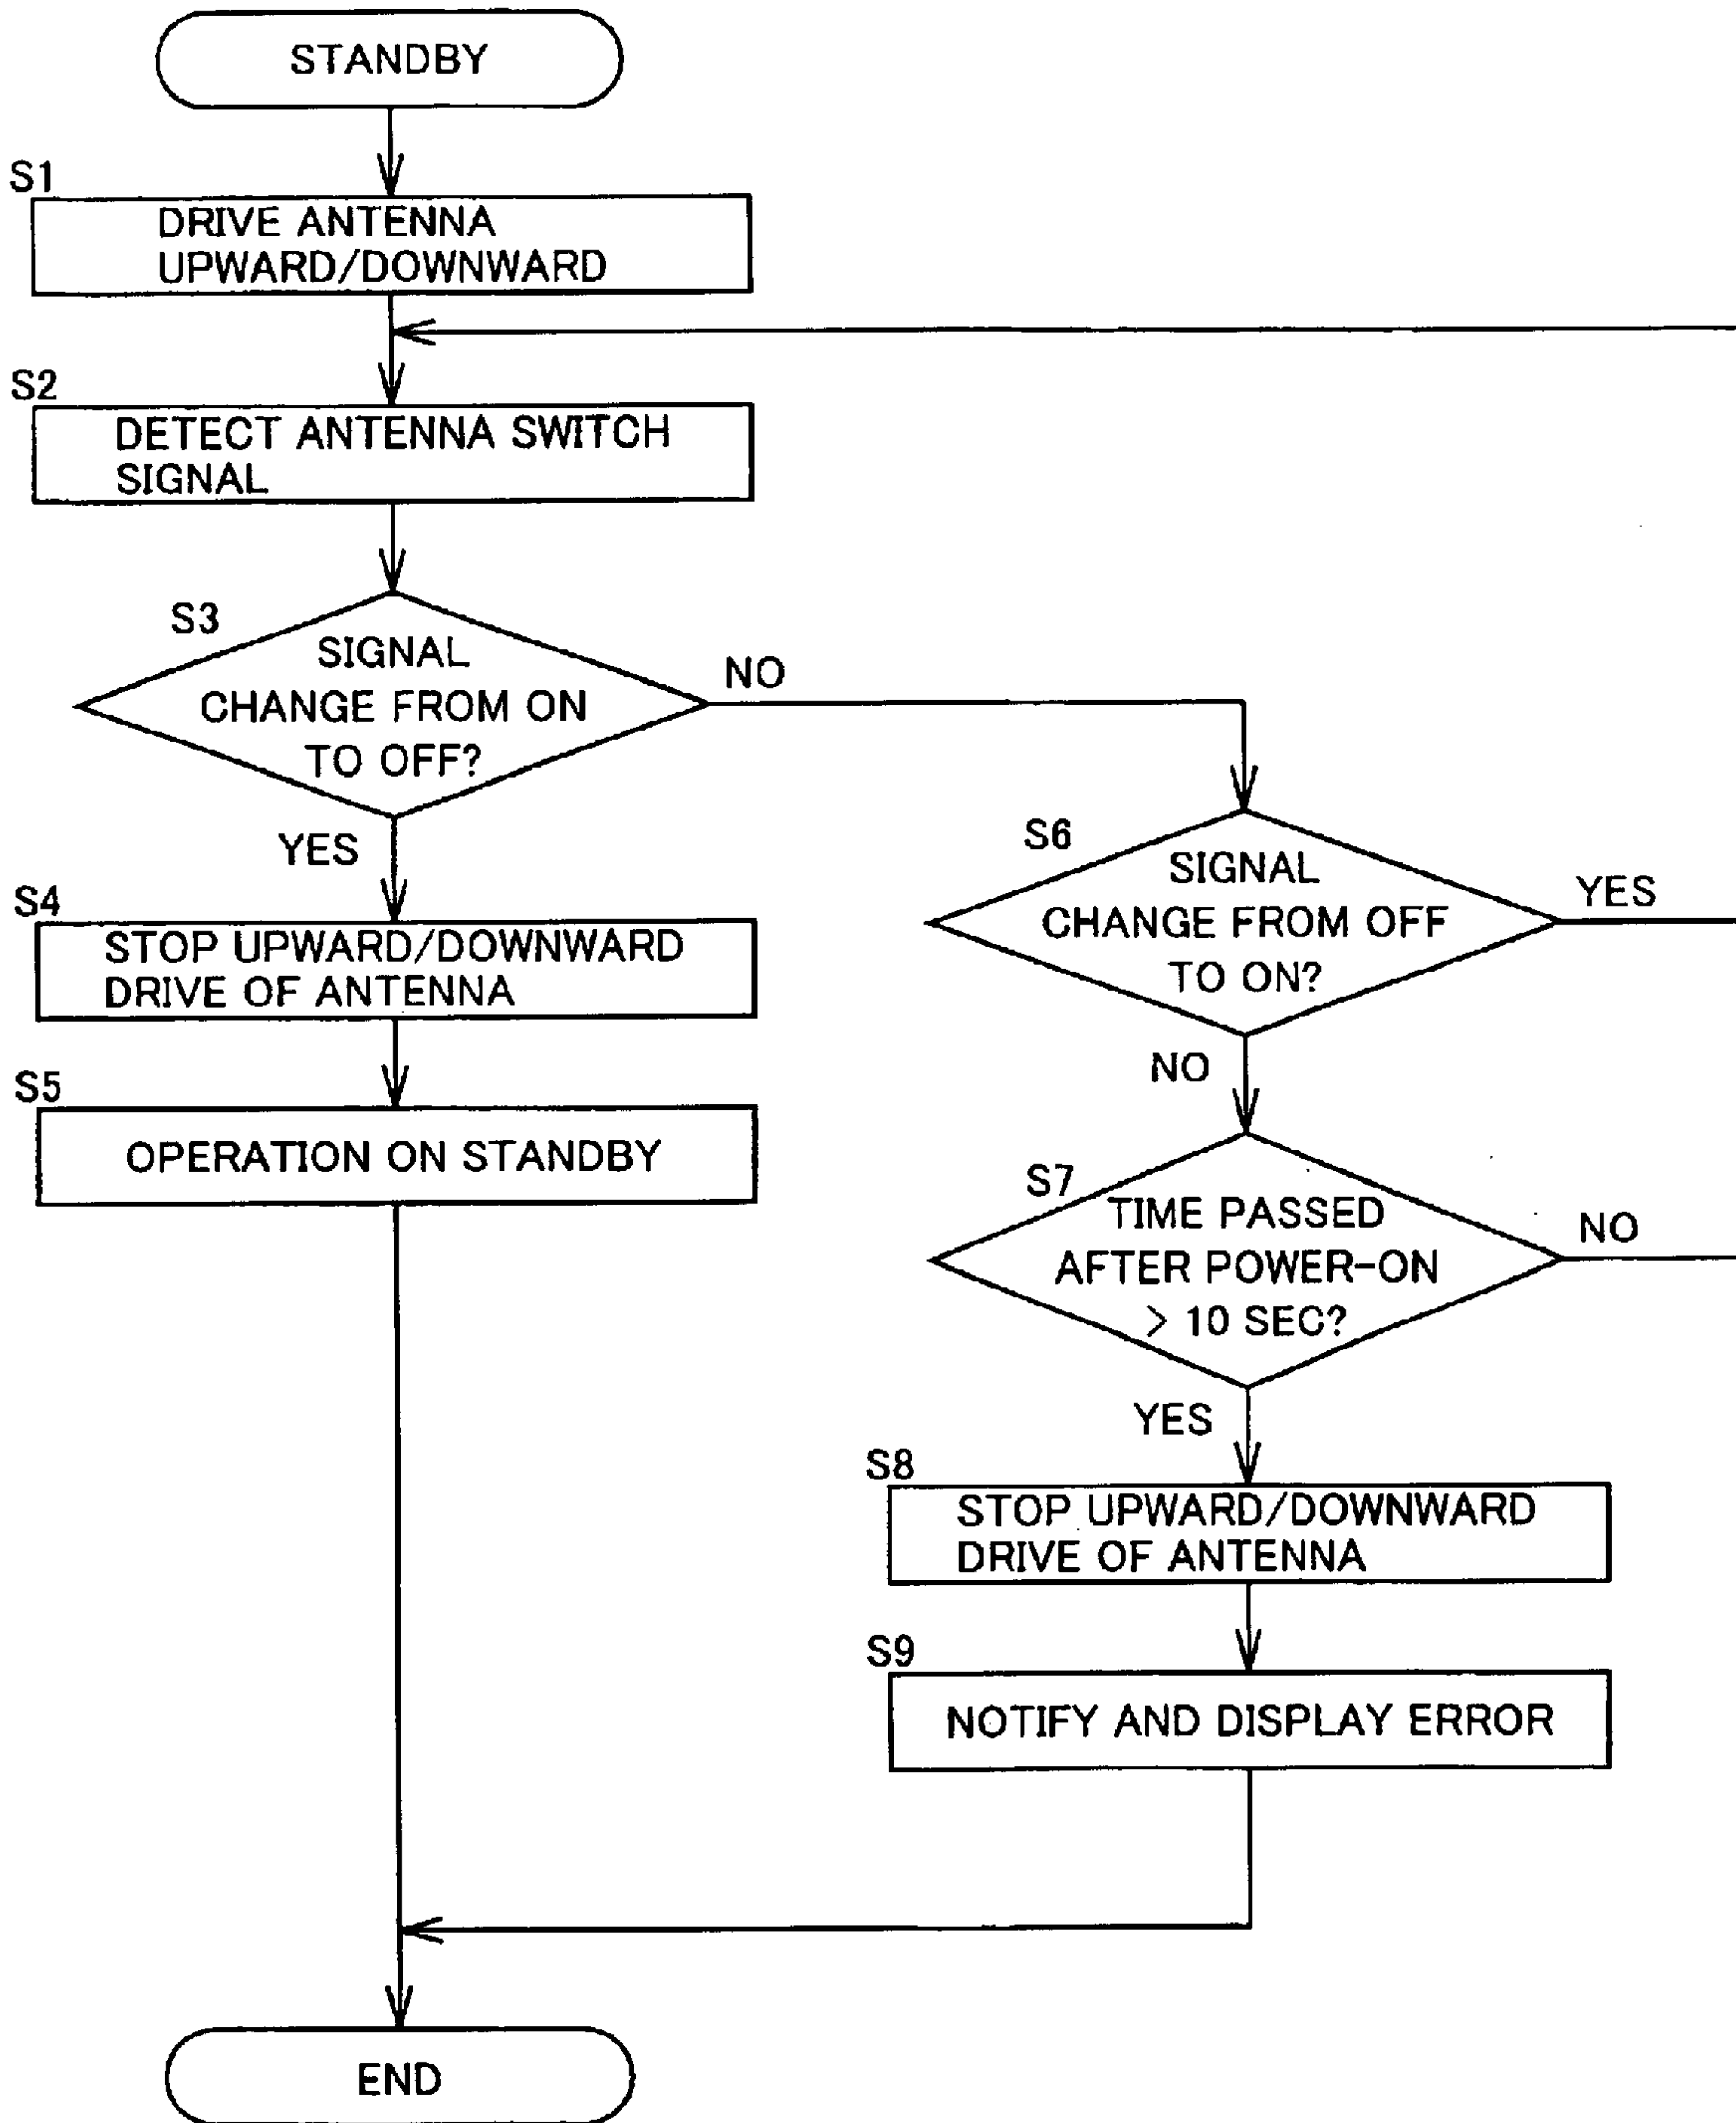 STANDBY
S1
DRIVE ANTENNA
UPWARD/DOWNWARD
S2
DETECT ANTENNA SWITCH
SIGNAL
S3
SIGNAL
CHANGE FROM ON
TO OFF?
NO
YES
S4
STOP UPWARD/DOWNWARD
DRIVE OF ANTENNA
S5
OPERATION ON STANDBY
S6
SIGNAL
CHANGE FROM OFF
TO ON?
YES
NO
S7
TIME PASSED
AFTER POWER-ON
> 10 SEC?
NO
YES
S8
STOP UPWARD/DOWNWARD
DRIVE OF ANTENNA
S9
NOTIFY AND DISPLAY ERROR
END